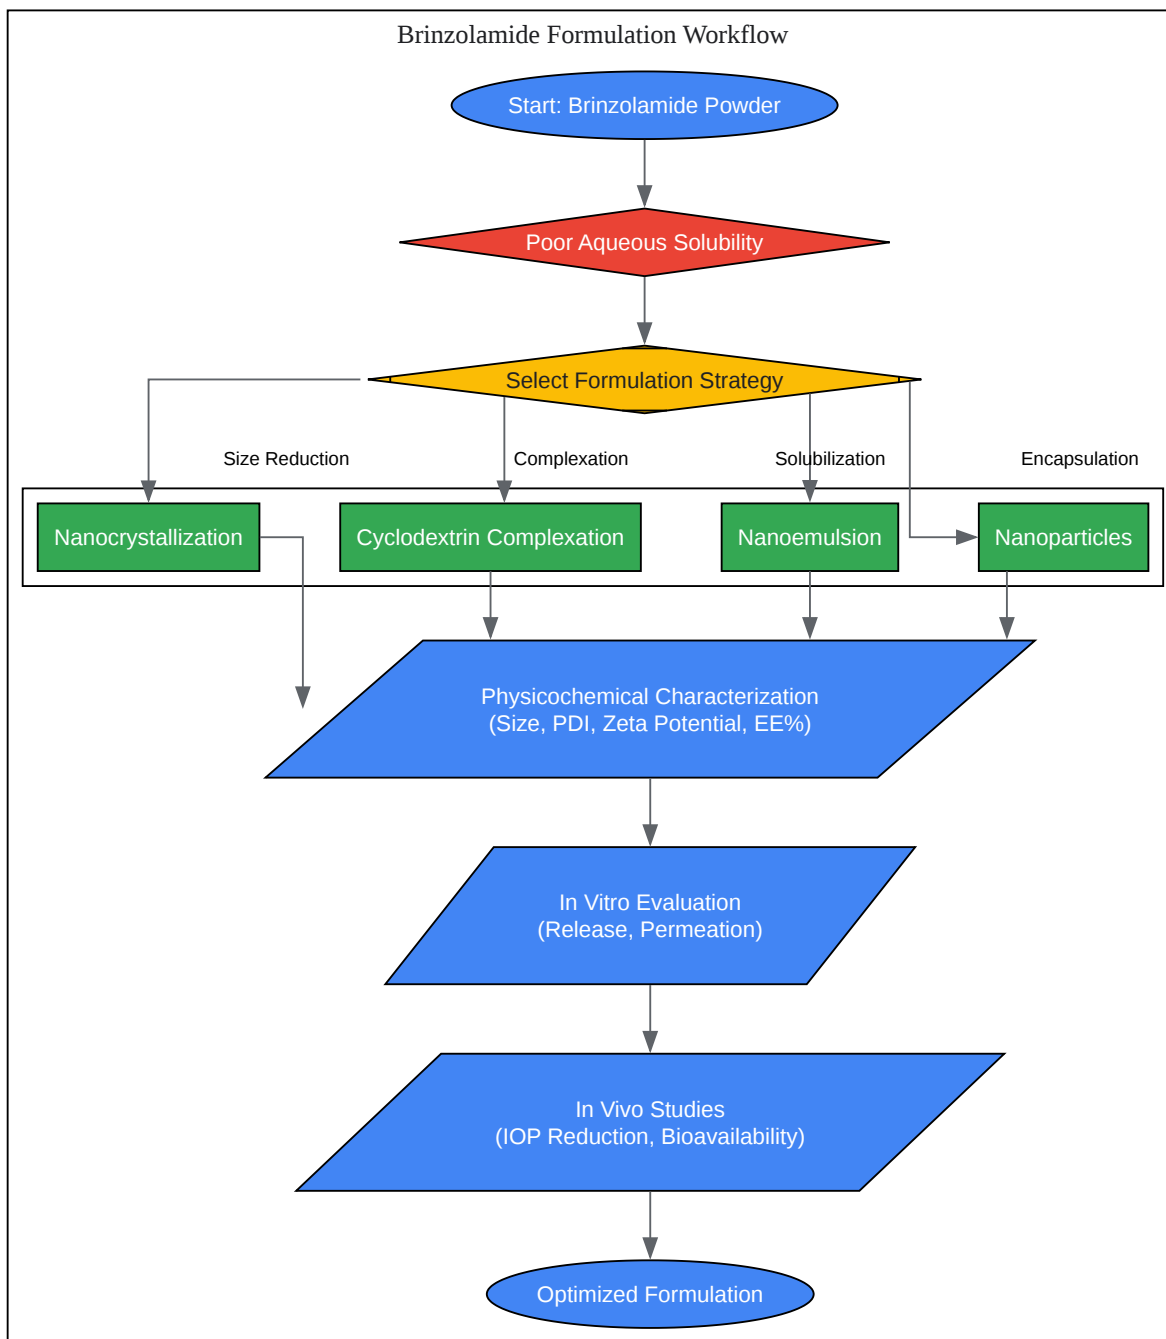 Brinzolamide Formulation Workflow
Start: Brinzolamide Powder
Poor Aqueous Solubility
Select Formulation Strategy
Size Reduction
Complexation
Solubilization
Encapsulation
Nanocrystallization
Cyclodextrin Complexation
Nanoemulsion
Nanoparticles
Physicochemical Characterization
(Size, PDI, Zeta Potential, EE%)
In Vitro Evaluation
(Release, Permeation)
In Vivo Studies
(IOP Reduction, Bioavailability)
Optimized Formulation